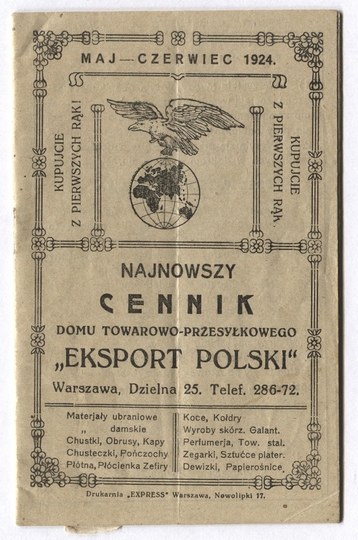 MAJ—CZERWIEC 1924.
KUPUJCIE
Z PIERWSZYCH RĄK!
KUPUJCIE
Z PIERWSZYCH RĄK.
NAJNOWSZY
CENNIK
DOMU TOWAROWO-PRZESYŁKOWEGO
„EKSPORT POLSKI"
Warszawa, Dzielna 25. Telef. 286-72.
Materjały ubraniowe
„ damskie
Chustki, Obrusy, Kapy
Chusteczki, Pończochy
Płótna, Płócienka Zefiry
Koce, Kołdry
Wyroby skórz. Galant.
Perfumerja, Tow. stal.
Zegarki, Sztućce plater.
Dewizki, Papierośnice
Drukarnia „EXPRESS" Warszawa, Nowolipki 17.